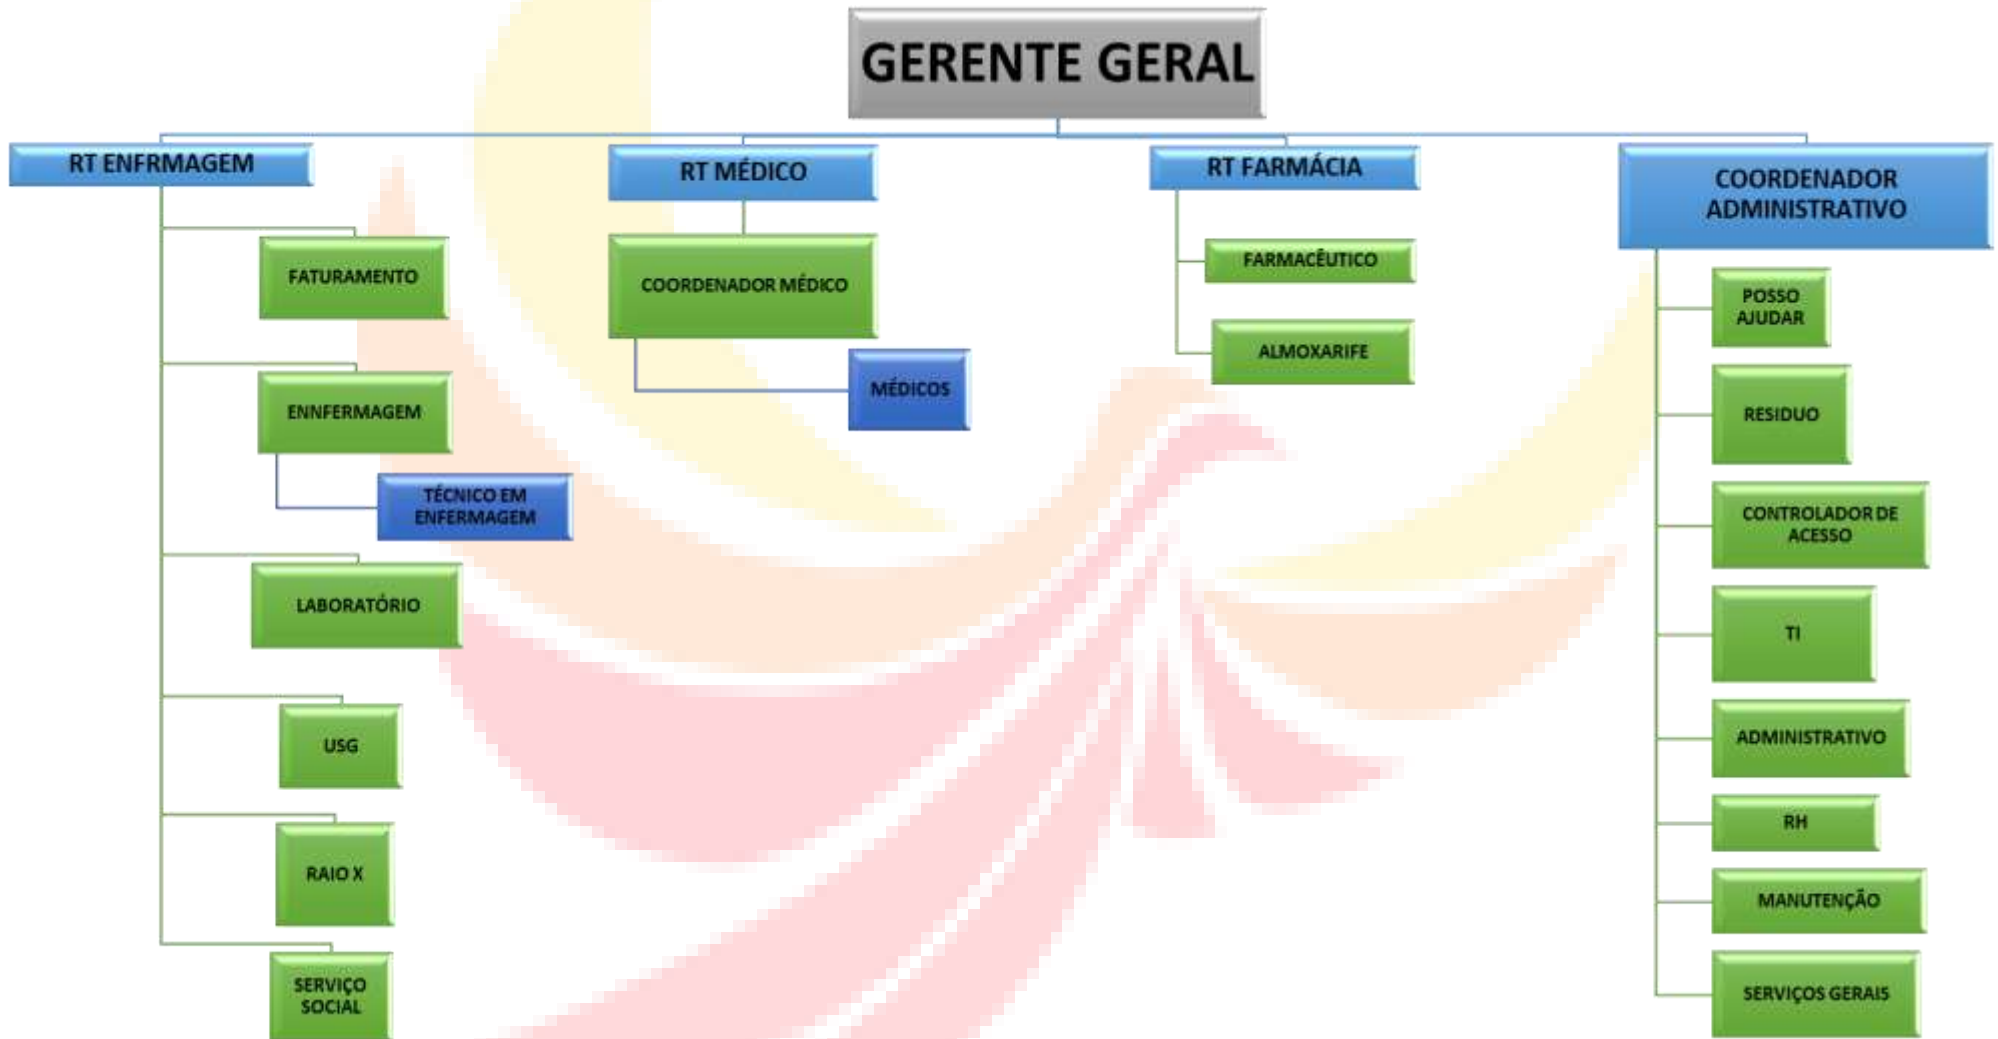 GERENTE GERAL
RT ENFRMAGEM
RT MÉDICO
RT FARMÁCIA
COORDENADOR
ADMINISTRATIVO
FATURAMENTO
ENNFERMAGEM
TÉCNICO EM
ENFERMAGEM
LABORATÓRIO
USG
RAIO X
SERVIÇO
SOCIAL
COORDENADOR MÉDICO
MÉDICOS
FARMACÊUTICO
ALMOXARIFE
POSSO
AJUDAR
RESIDUO
CONTROLADOR DE
ACESSO
TI
ADMINISTRATIVO
RH
MANUTENÇÃO
SERVIÇOS GERAIS